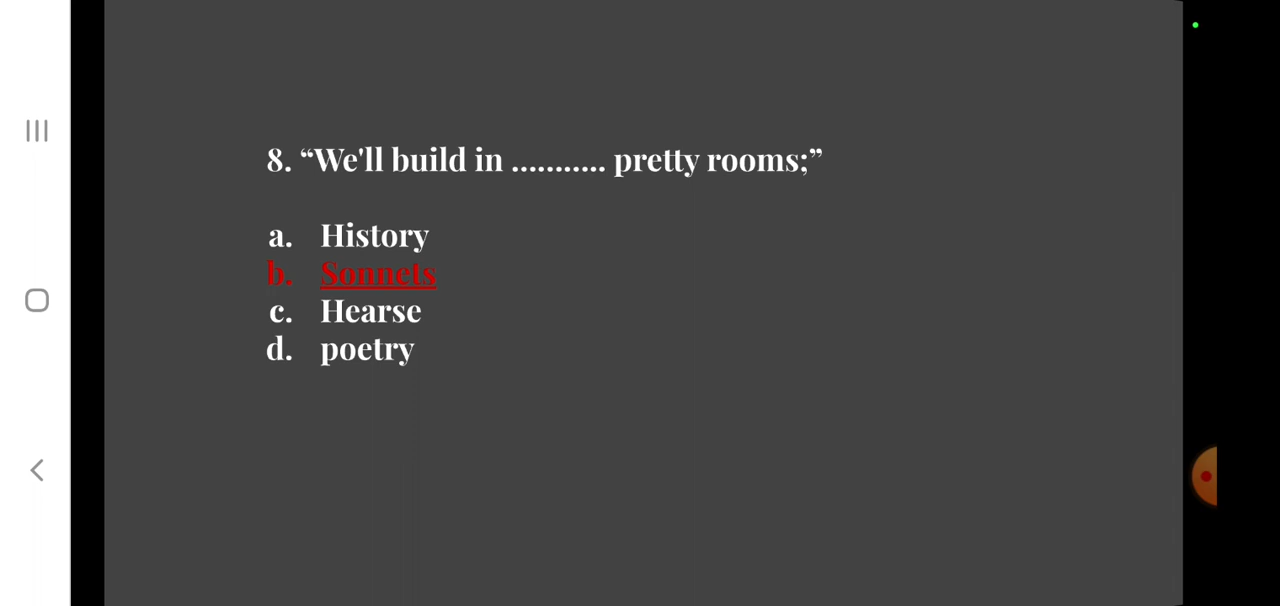 8. “We'll build in ........... pretty rooms;”
a. History
b. Sonnets
c. Hearse
d. poetry